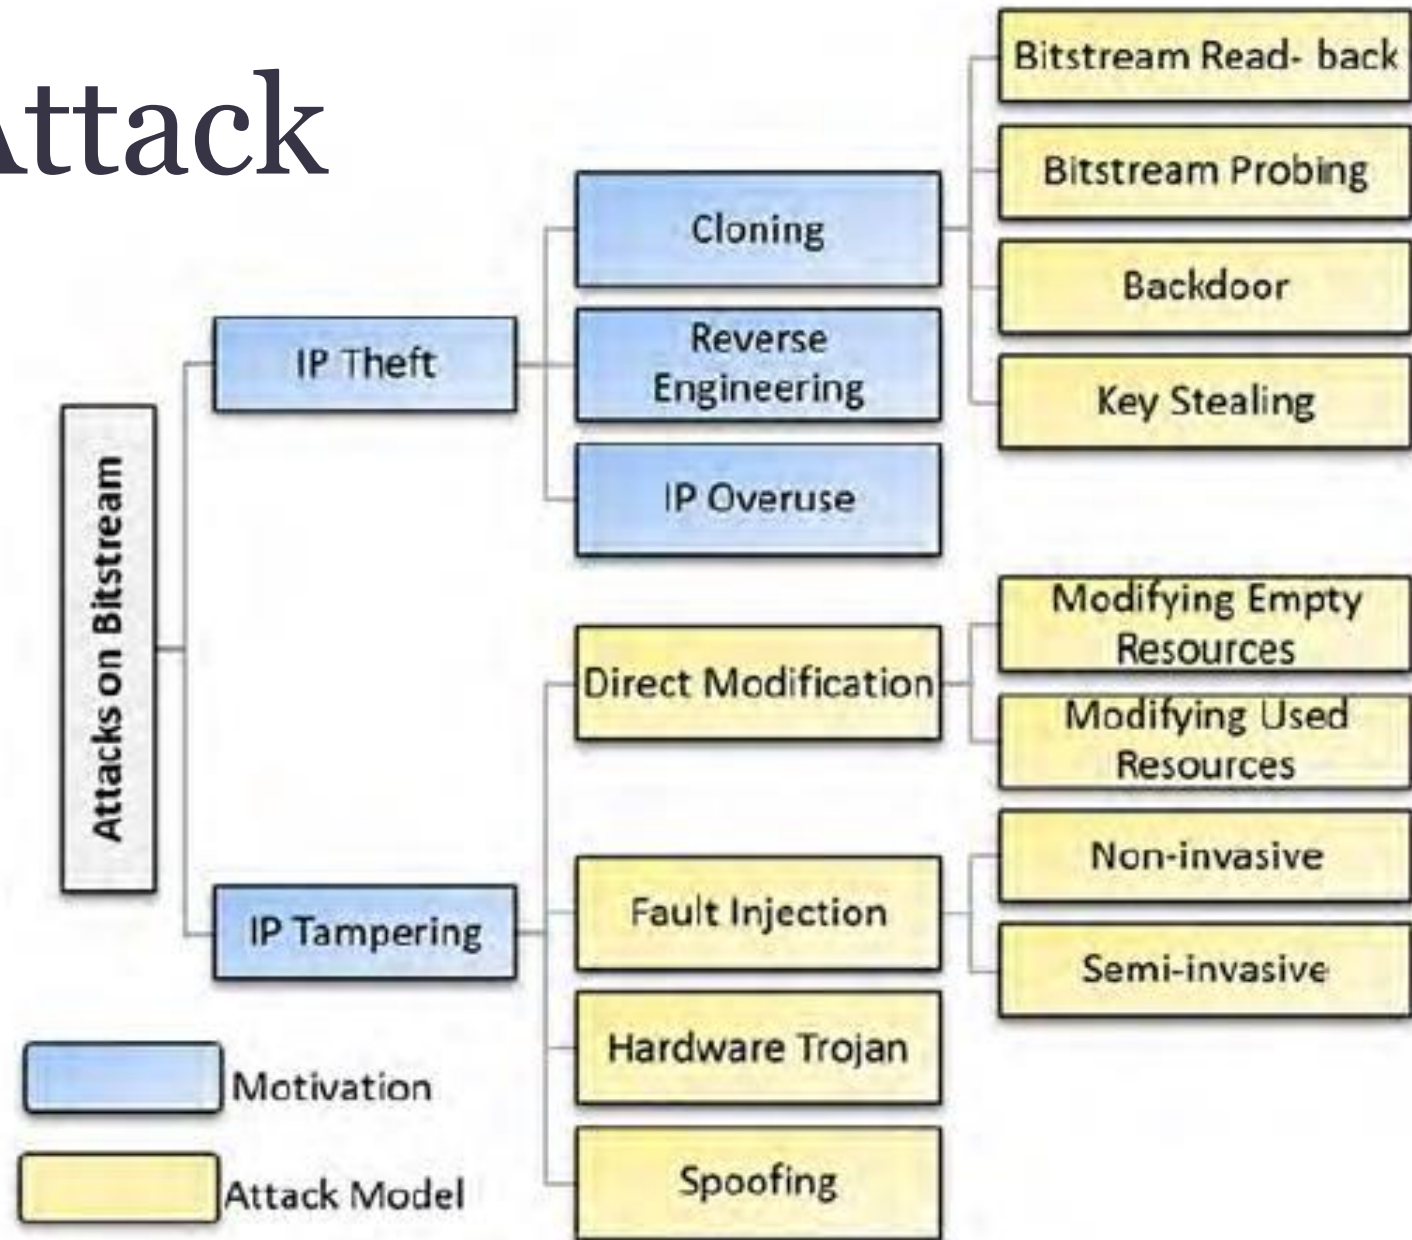 Attack
Attacks on Bitstream
IP Theft
Cloning
Bitstream Read- back
Bitstream Probing
Backdoor
Key Stealing
Reverse
Engineering
IP Overuse
IP Tampering
Direct Modification
Modifying Empty
Resources
Modifying Used
Resources
Fault Injection
Non-invasive
Semi-invasive
Hardware Trojan
Spoofing
Motivation
Attack Model